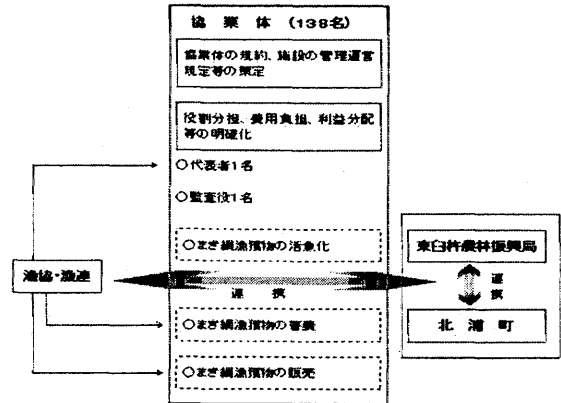 協業体（138名）
協業体の規約、施設の管理運営
規定等の策定
役割分担、費用負担、利益分配
等の明確化
○代表者1名
○監査役1名
○まき網漁獲物の活魚化
漁協・漁連
連携
○まき網漁獲物の蓄養
○まき網漁獲物の販売
東臼杵農林振興局
連
携
北浦町